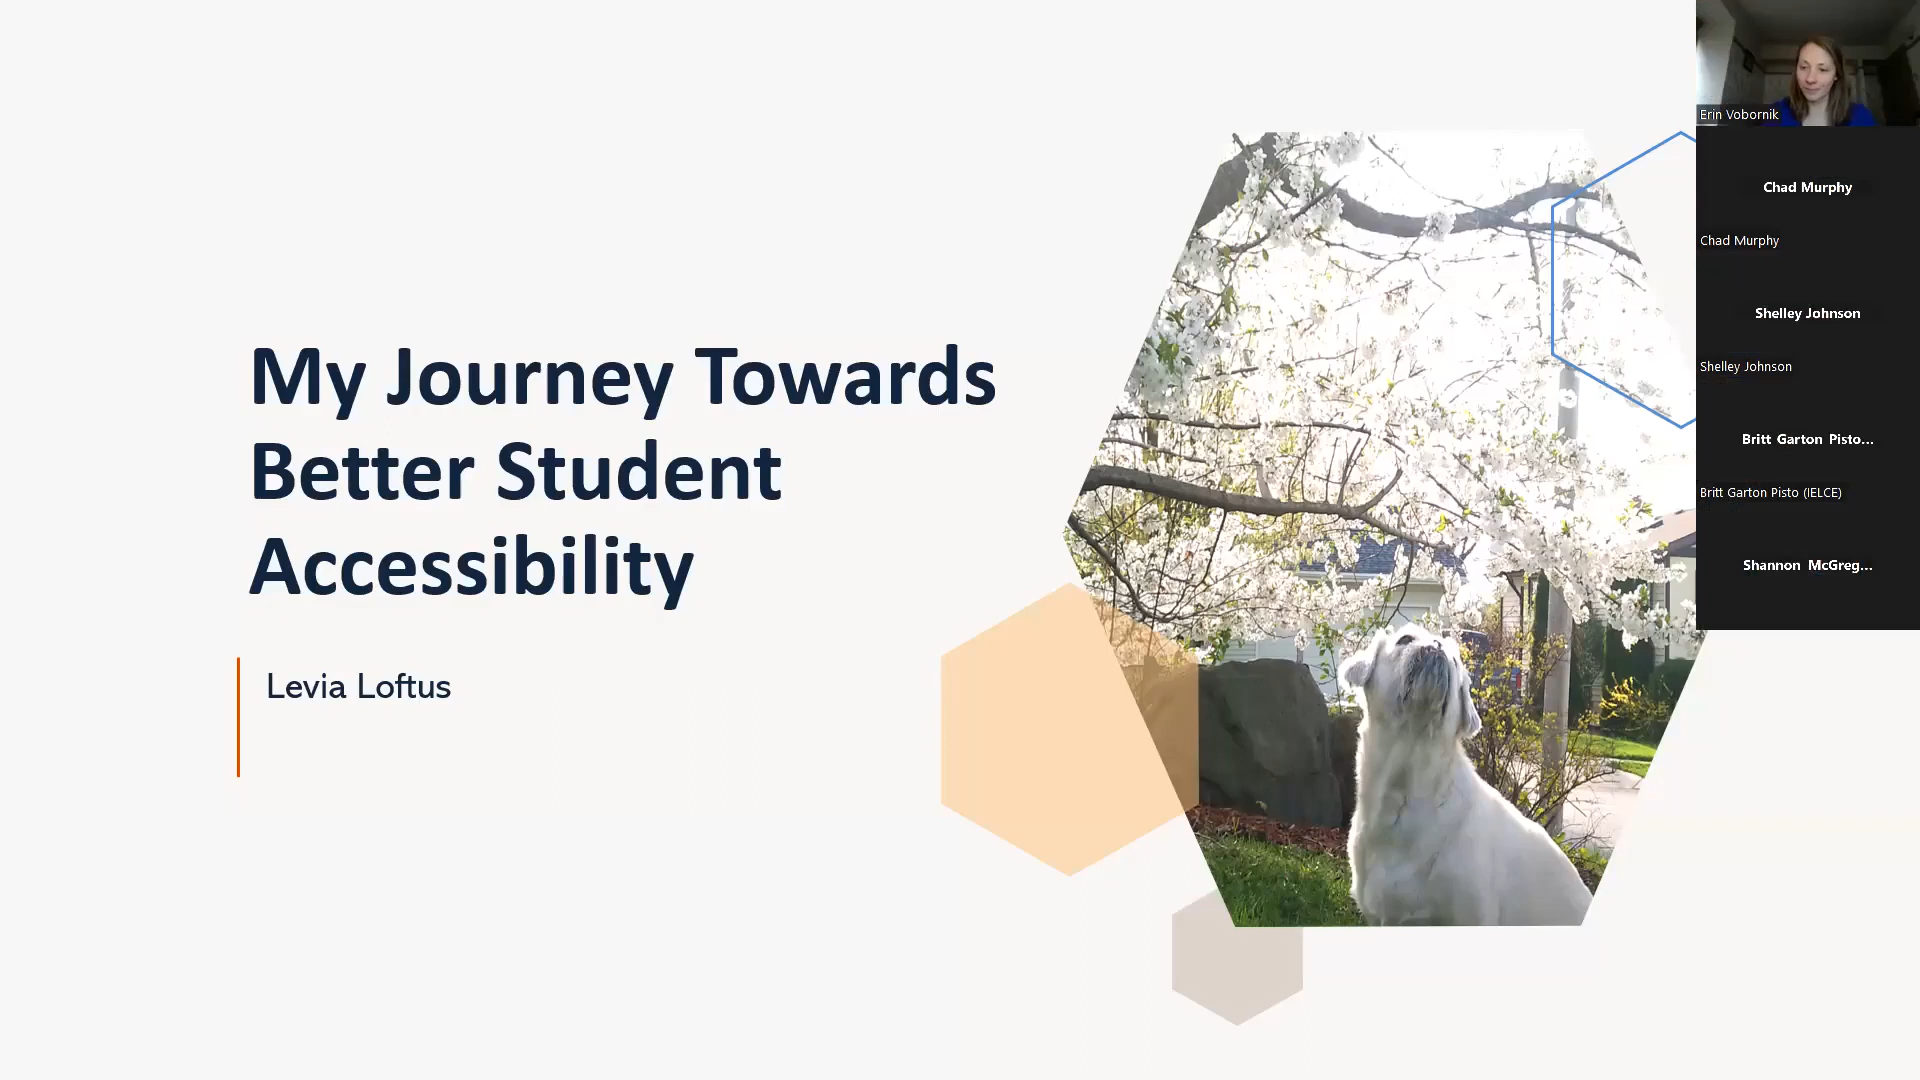 My Journey Towards
Better Student
Accessibility
Levia Loftus
Erin Vobornik
Chad Murphy
Chad Murphy
Shelley Johnson
Shelley Johnson
Britt Garton Pisto...
Britt Garton Pisto (IELCE)
Shannon McGreg...